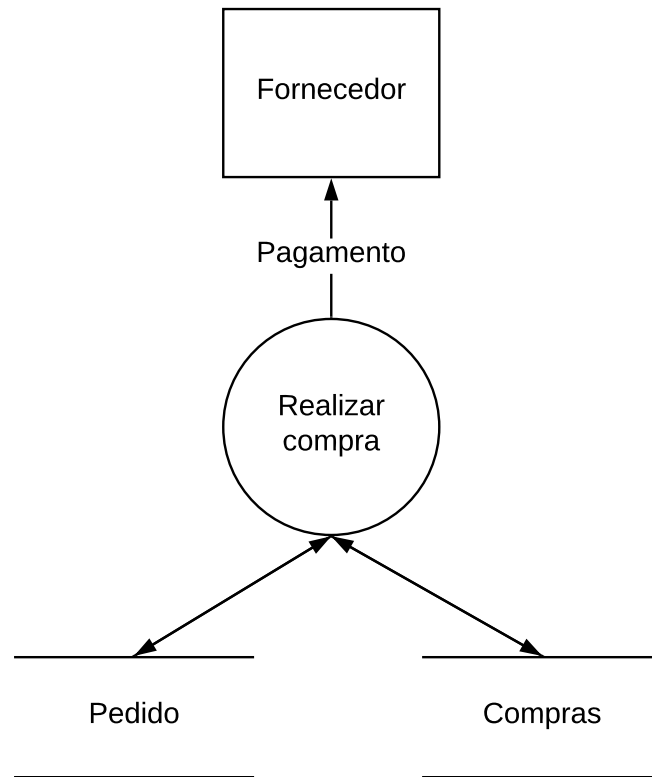 Fornecedor
Pagamento
Realizar
compra
Pedido
Compras